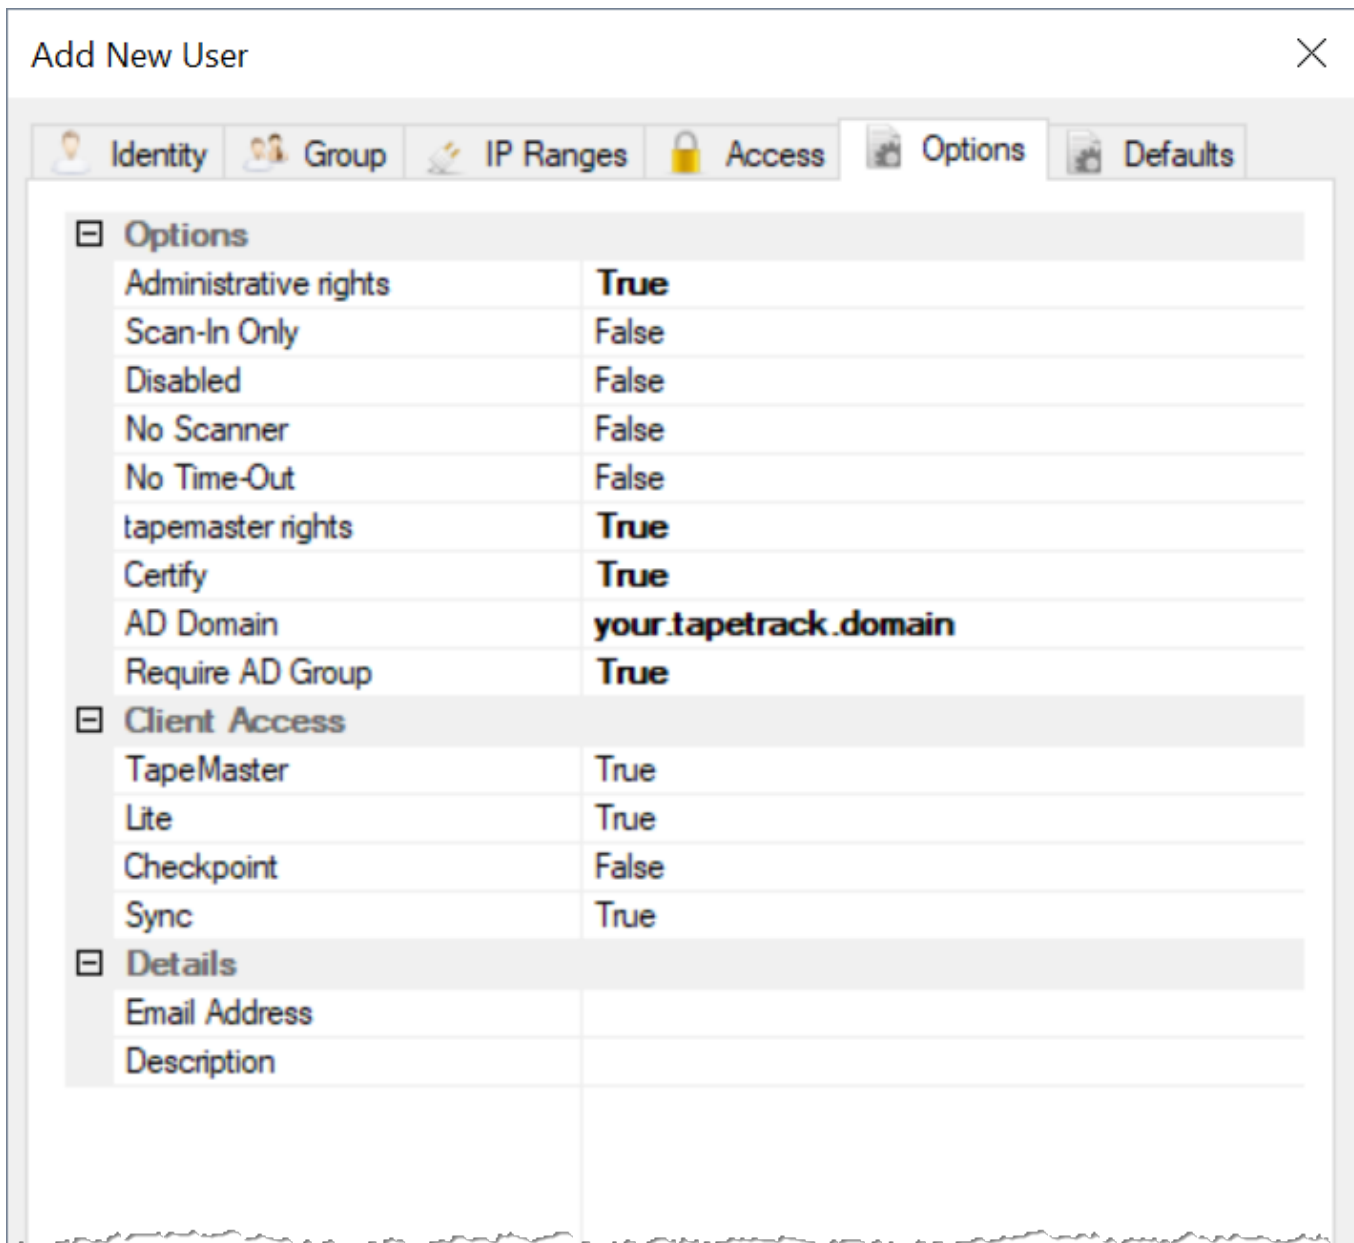 Add New User
Identity Group IP Ranges Access Options Defaults
Options
Administrative rights True
Scan-In Only False
Disabled False
No Scanner False
No Time-Out False
tapemaster rights True
Certify True
AD Domain your.tapetrack.domain
Require AD Group True
Client Access
TapeMaster True
Lite True
Checkpoint False
Sync True
Details
Email Address
Description